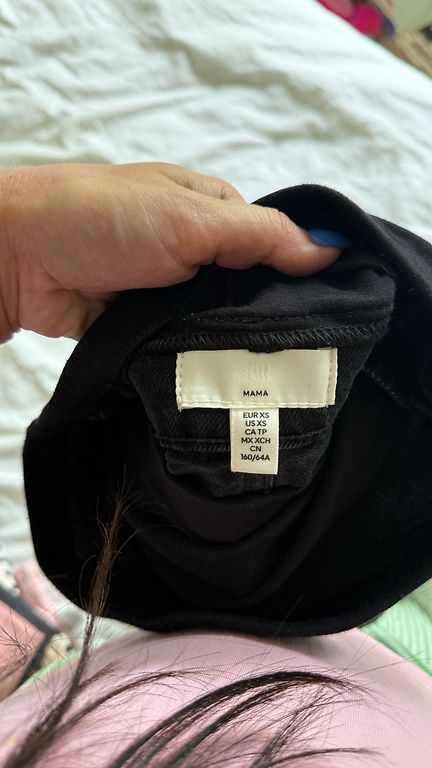 MAMA
EUR XS
US XS
CA TP
MX XCH
CN
160/64A